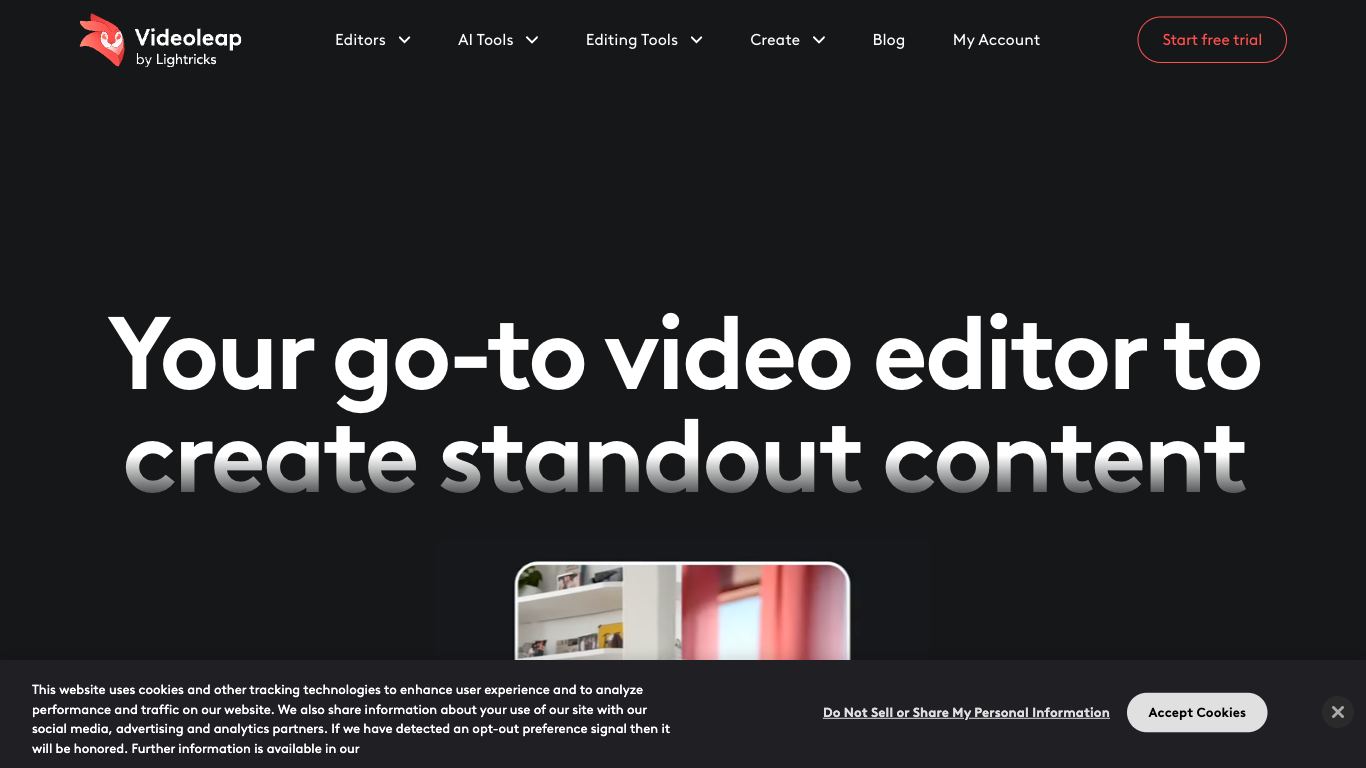 Videoleap
by Lightricks
Editors
AI Tools
Editing Tools
Create
Blog
My Account
Start free trial
Your go-to video editor to
create standout content
This website uses cookies and other tracking technologies to enhance user experience and to analyze
performance and traffic on our website. We also share information about your use of our site with our
social media, advertising and analytics partners. If we have detected an opt-out preference signal then it
will be honored. Further information is available in our
Do Not Sell or Share My Personal Information
Accept Cookies